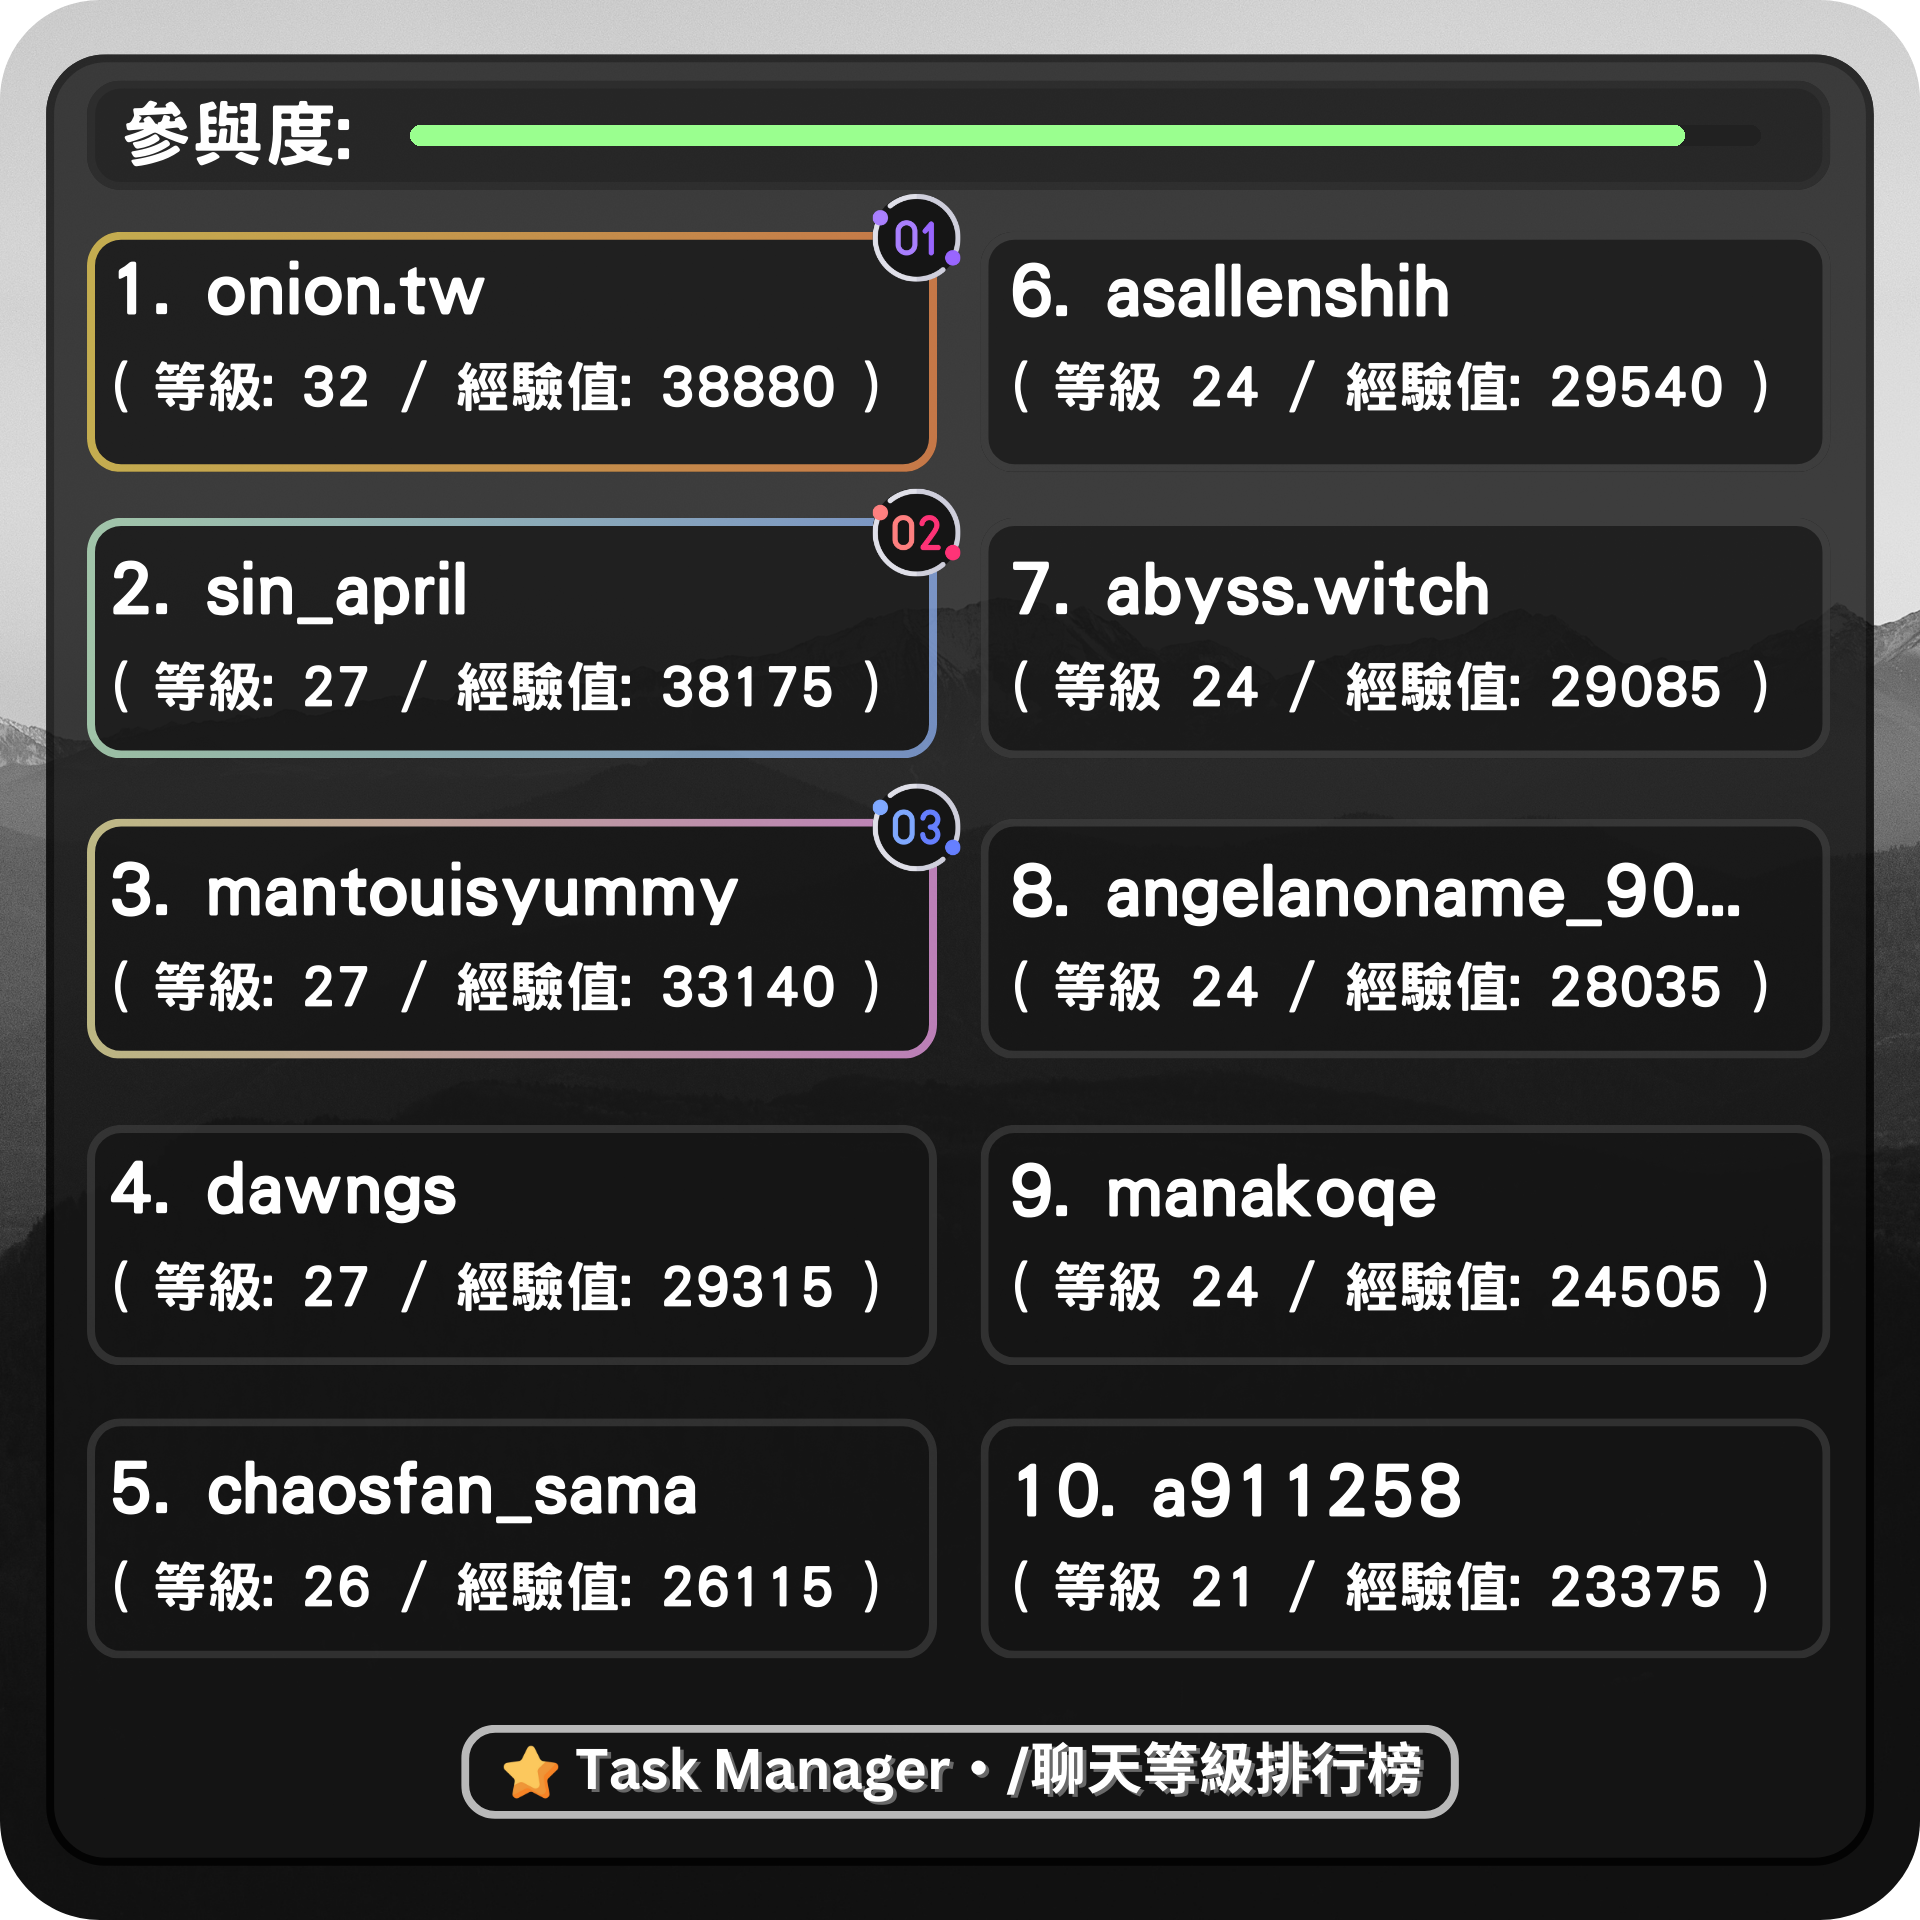 參與度:
01
1. onion.tw
( 等級: 32 / 經驗值: 38880 )
02
2. sin_april
( 等級: 27 / 經驗值: 38175 )
03
3. mantouisyummy
( 等級: 27 / 經驗值: 33140 )
4. dawngs
( 等級: 27 / 經驗值: 29315 )
5. chaosfan_sama
( 等級: 26 / 經驗值: 26115 )
6. asallenshih
( 等級 24 / 經驗值: 29540 )
7. abyss.witch
( 等級 24 / 經驗值: 29085 )
8. angelanoname_90...
( 等級 24 / 經驗值: 28035 )
9. manakoqe
( 等級 24 / 經驗值: 24505 )
10. a911258
( 等級 21 / 經驗值: 23375 )
⭐ Task Manager • /聊天等級排行榜